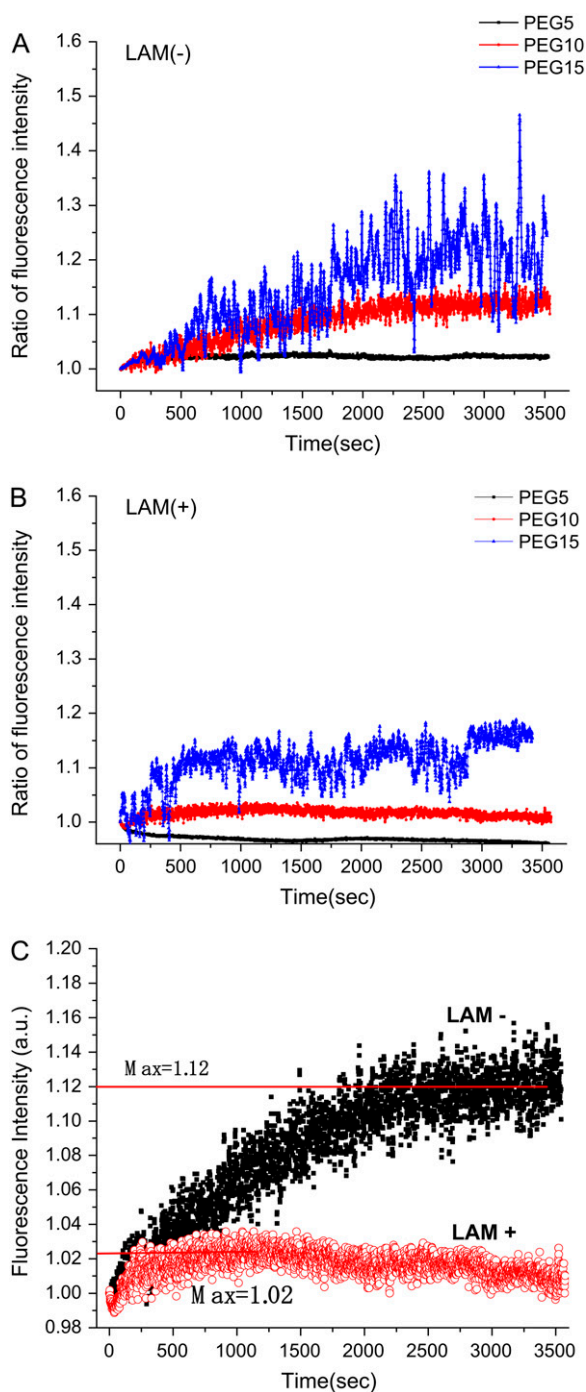 A
LAM(-)
PEG5
PEG10
PEG15
1.6
1.5
1.4
1.3
1.2
1.1
1.0
Ratio of fluorescence intensity
0 500 1000 1500 2000 2500 3000 3500
Time(sec)
B
LAM(+)
PEG5
PEG10
PEG15
1.6
1.5
1.4
1.3
1.2
1.1
1.0
Ratio of fluorescence intensity
0 500 1000 1500 2000 2500 3000 3500
Time(sec)
C
1.20
1.18
1.16
1.14
1.12
1.10
1.08
1.06
1.04
1.02
1.00
0.98
Fluorescence Intensity (a.u.)
LAM -
Max=1.12
LAM +
Max=1.02
0 500 1000 1500 2000 2500 3000 3500
Time(sec)